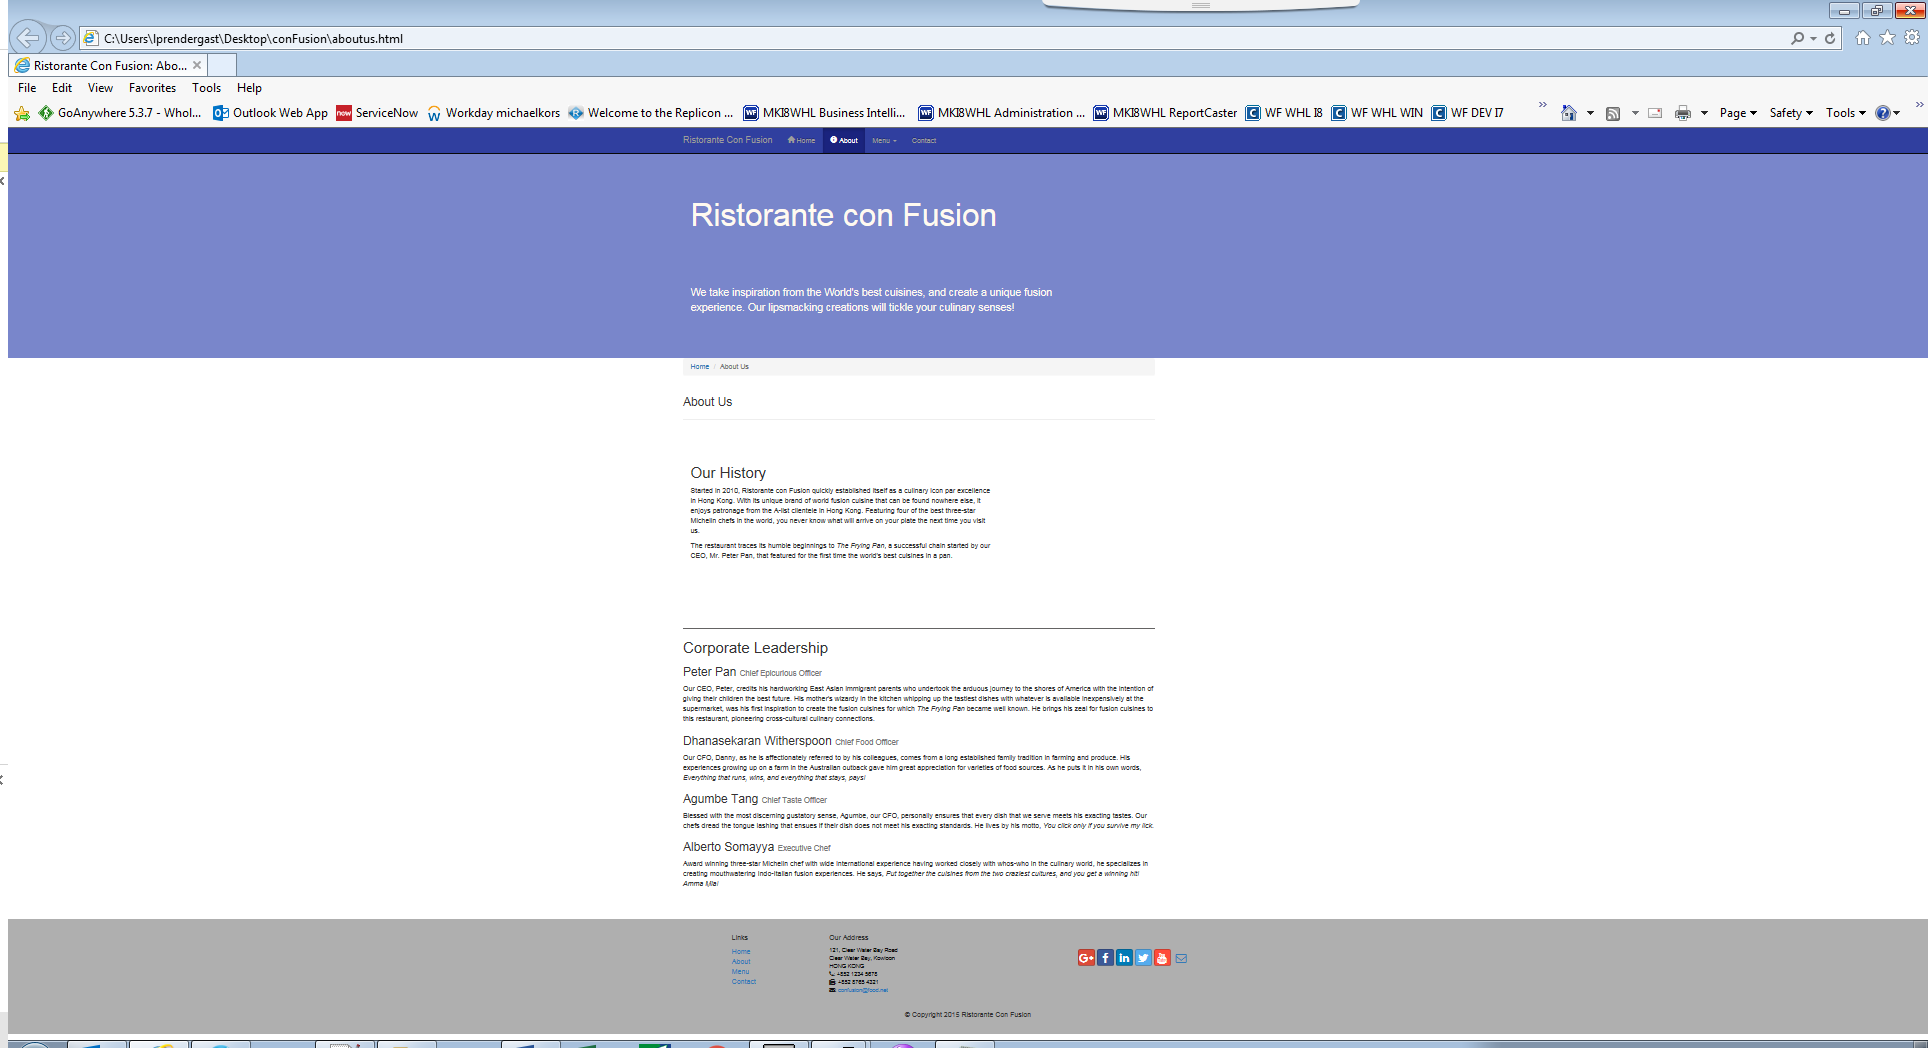 C:\Users\lprendergast\Desktop\conFusion\aboutus.html
Ristorante Con Fusion: Abo...
File Edit View Favorites Tools Help
GoAnywhere 5.3.7 - Whol... Outlook Web App ServiceNow Workday michaelkors Welcome to the Replicon ... MKI8WHL Business Intelli... MKI8WHL Administration ... MKI8WHL ReportCaster WF WHL I8 WF WHL WIN WF DEV I7 Page Safety Tools
Ristorante Con Fusion Home About Menu Contact
Ristorante con Fusion
We take inspiration from the World's best cuisines, and create a unique fusion
experience. Our lipsmacking creations will tickle your culinary senses!
Home / About Us
About Us
Our History
Started in 2010, Ristorante con Fusion quickly established itself as a culinary icon par excellence
in Hong Kong. With its unique brand of world fusion cuisine that can be found nowhere else, it
enjoys patronage from the A-list clientele in Hong Kong. Featuring four of the best three-star
Michelin chefs in the world, you never know what will arrive on your plate the next time you visit
us.
The restaurant traces its humble beginnings to The Frying Pan, a successful chain started by our
CEO, Mr. Peter Pan, that featured for the first time the world's best cuisines in a pan.
Corporate Leadership
Peter Pan Chief Epicurious Officer
Our CEO, Peter, credits his hardworking East Asian immigrant parents who undertook the arduous journey to the shores of America with the intention of
giving their children the best future. His mother's wizardy in the kitchen whipping up the tastiest dishes with whatever is available inexpensively at the
supermarket, was his first inspiration to create the fusion cuisines for which The Frying Pan became well known. He brings his zeal for fusion cuisines to
this restaurant, pioneering cross-cultural culinary connections.
Dhanasekaran Witherspoon Chief Food Officer
Our CFO, Danny, as he is affectionately referred to by his colleagues, comes from a long established family tradition in farming and produce. His
experiences growing up on a farm in the Australian outback gave him great appreciation for varieties of food sources. As he puts it in his own words,
Everything that runs, wins, and everything that stays, pays!
Agumbe Tang Chief Taste Officer
Blessed with the most discerning gustatory sense, Agumbe, our CFO, personally ensures that every dish that we serve meets his exacting tastes. Our
chefs dread the tongue lashing that ensues if their dish does not meet his exacting standards. He lives by his motto, You click only if you survive my lick.
Alberto Somayya Executive Chef
Award winning three-star Michelin chef with wide international experience having worked closely with whos-who in the culinary world, he specializes in
creating mouthwatering Indo-Italian fusion experiences. He says, Put together the cuisines from the two craziest cultures, and you get a winning hit!
Amma Mia!
Links
Home
About
Menu
Contact
Our Address
121, Clear Water Bay Road
Clear Water Bay, Kowloon
HONG KONG
+852 1234 5678
+852 8765 4321
confusion@food.net
© Copyright 2015 Ristorante Con Fusion